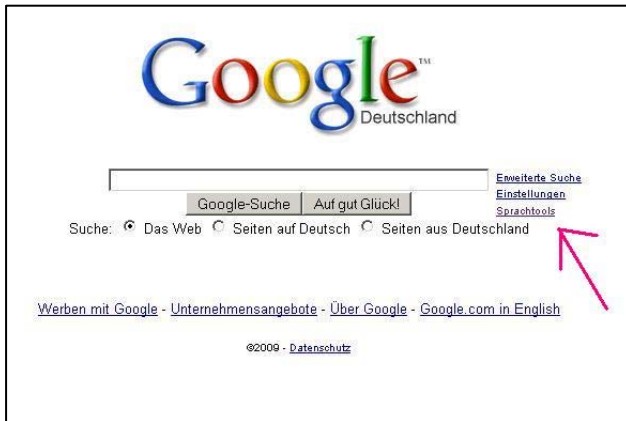 Google™
Deutschland
Erweiterte Suche
Einstellungen
Sprachtools
Google-Suche Auf gut Glück!
Suche: Das Web Seiten auf Deutsch Seiten aus Deutschland
Werben mit Google - Unternehmensangebote - Über Google - Google.com in English
©2009 - Datenschutz